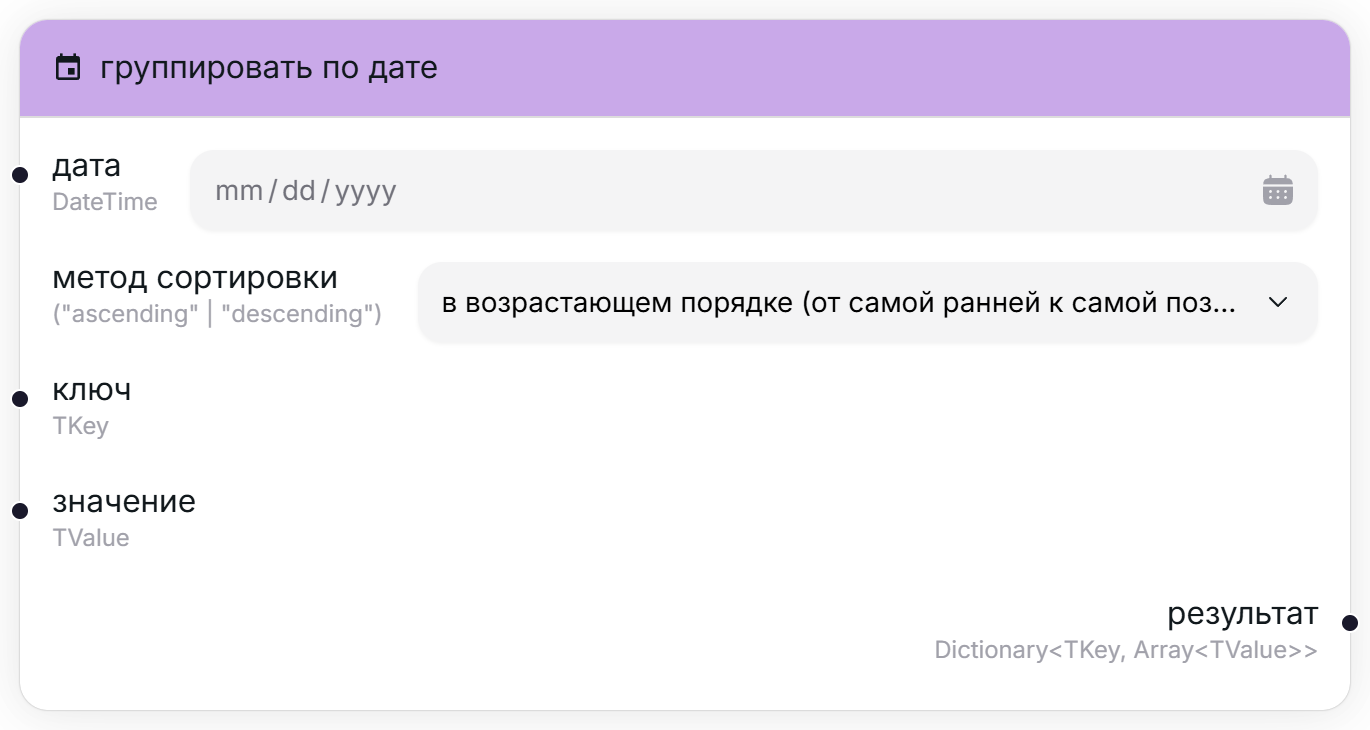 группировать по дате
дата
DateTime
mm/dd/yyyy
метод сортировки
("ascending" | "descending")
в возрастающем порядке (от самой ранней к самой поз...
ключ
TKey
значение
TValue
результат
Dictionary<TKey, Array<TValue>>